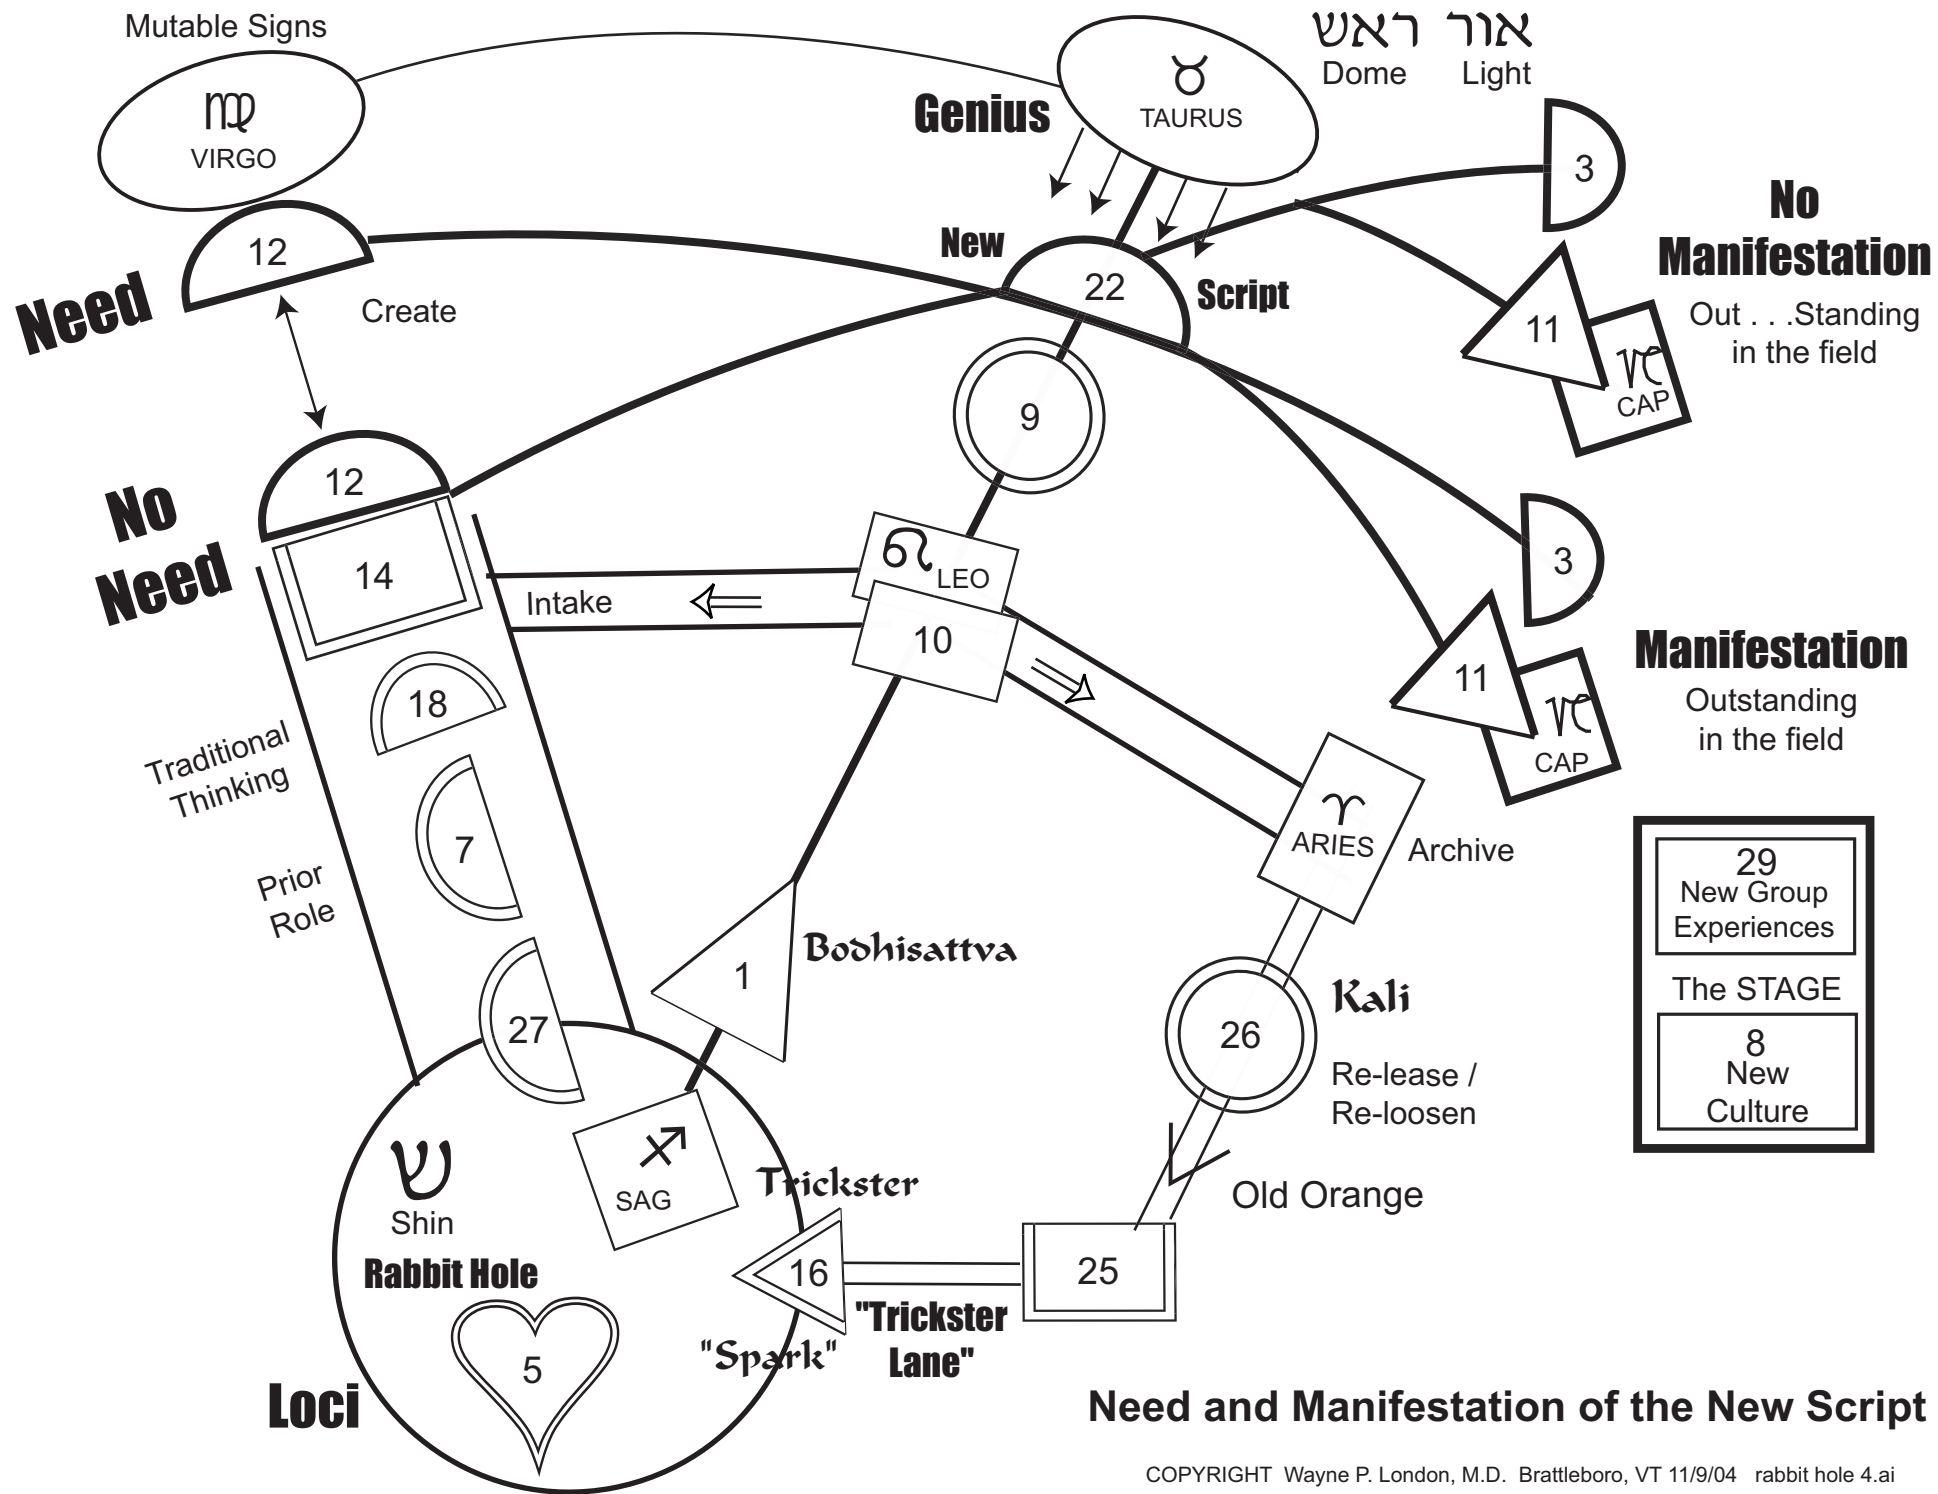 Mutable Signs
♍
VIRGO
12
Need
Create
Genius
♉
TAURUS
ראש אור
Dome Light
3
No
Manifestation
Out . . .Standing
in the field
11
♑
CAP
New
22
Script
9
12
No
Need
14
Intake
♌
LEO
10
3
11
♑
CAP
Manifestation
Outstanding
in the field
18
Traditional
Thinking
7
Prior
Role
27
♈
ARIES
Archive
1
Bodhisattva
26
Kali
Re-lease /
Re-loosen
Old Orange
29
New Group
Experiences
The STAGE
8
New
Culture
ש
Shin
♐
SAG
Trickster
Rabbit Hole
16
25
5
"Spark"
"Trickster
Lane"
Loci
Need and Manifestation of the New Script
COPYRIGHT Wayne P. London, M.D. Brattleboro, VT 11/9/04 rabbit hole 4.ai